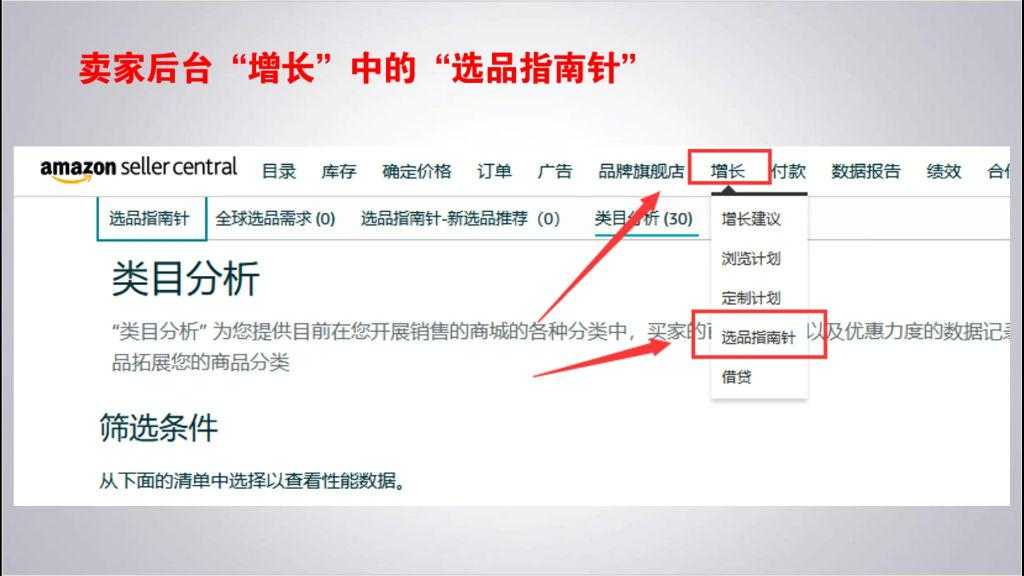 卖家后台“增长”中的“选品指南针”
amazon seller central 目录 库存 确定价格 订单 广告 品牌旗舰店 增长 付款 数据报告 绩效
选品指南针 全球选品需求 (0) 选品指南针-新选品推荐 (0) 类目分析 (30)
增长建议
浏览计划
定制计划
选品指南针
借贷
类目分析
“类目分析” 为您提供目前在您开展销售的商城的各种分类中，买家的 以及优惠力度的数据记录
品拓展您的商品分类
筛选条件
从下面的清单中选择以查看性能数据。